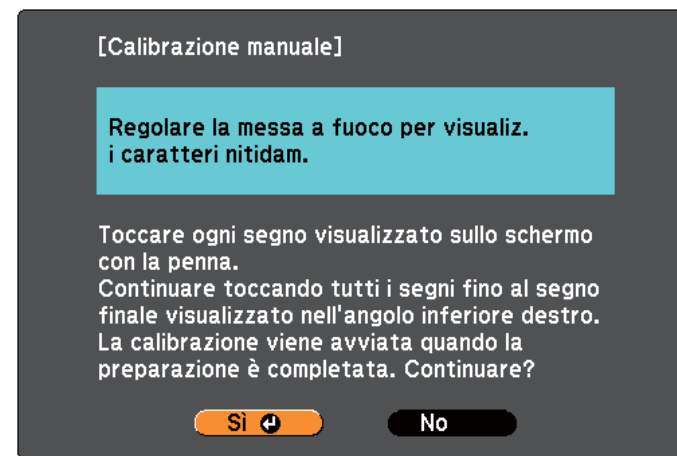 [Calibrazione manuale]
Regolare la messa a fuoco per visualiz.
i caratteri nitidam.
Toccare ogni segno visualizzato sullo schermo
con la penna.
Continuare toccando tutti i segni fino al segno
finale visualizzato nell'angolo inferiore destro.
La calibrazione viene avviata quando la
preparazione è completata. Continuare?
Sì No